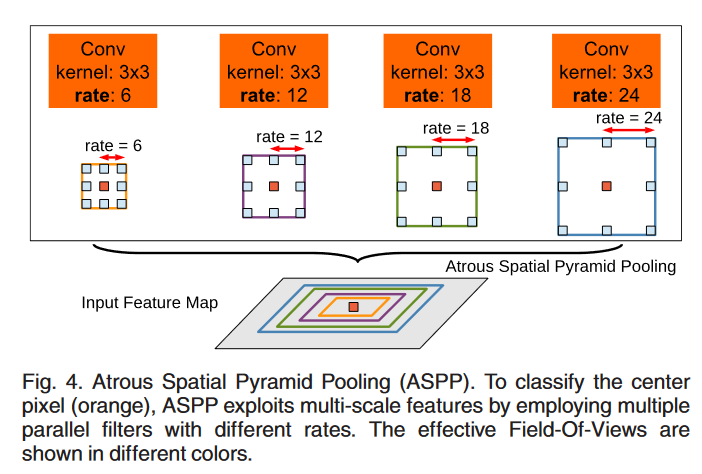 Conv
kernel: 3x3
rate: 6
Conv
kernel: 3x3
rate: 12
Conv
kernel: 3x3
rate: 18
Conv
kernel: 3x3
rate: 24
rate = 6
rate = 12
rate = 18
rate = 24
Atrous Spatial Pyramid Pooling
Input Feature Map
Fig. 4. Atrous Spatial Pyramid Pooling (ASPP). To classify the center
pixel (orange), ASPP exploits multi-scale features by employing multiple
parallel filters with different rates. The effective Field-Of-Views are
shown in different colors.